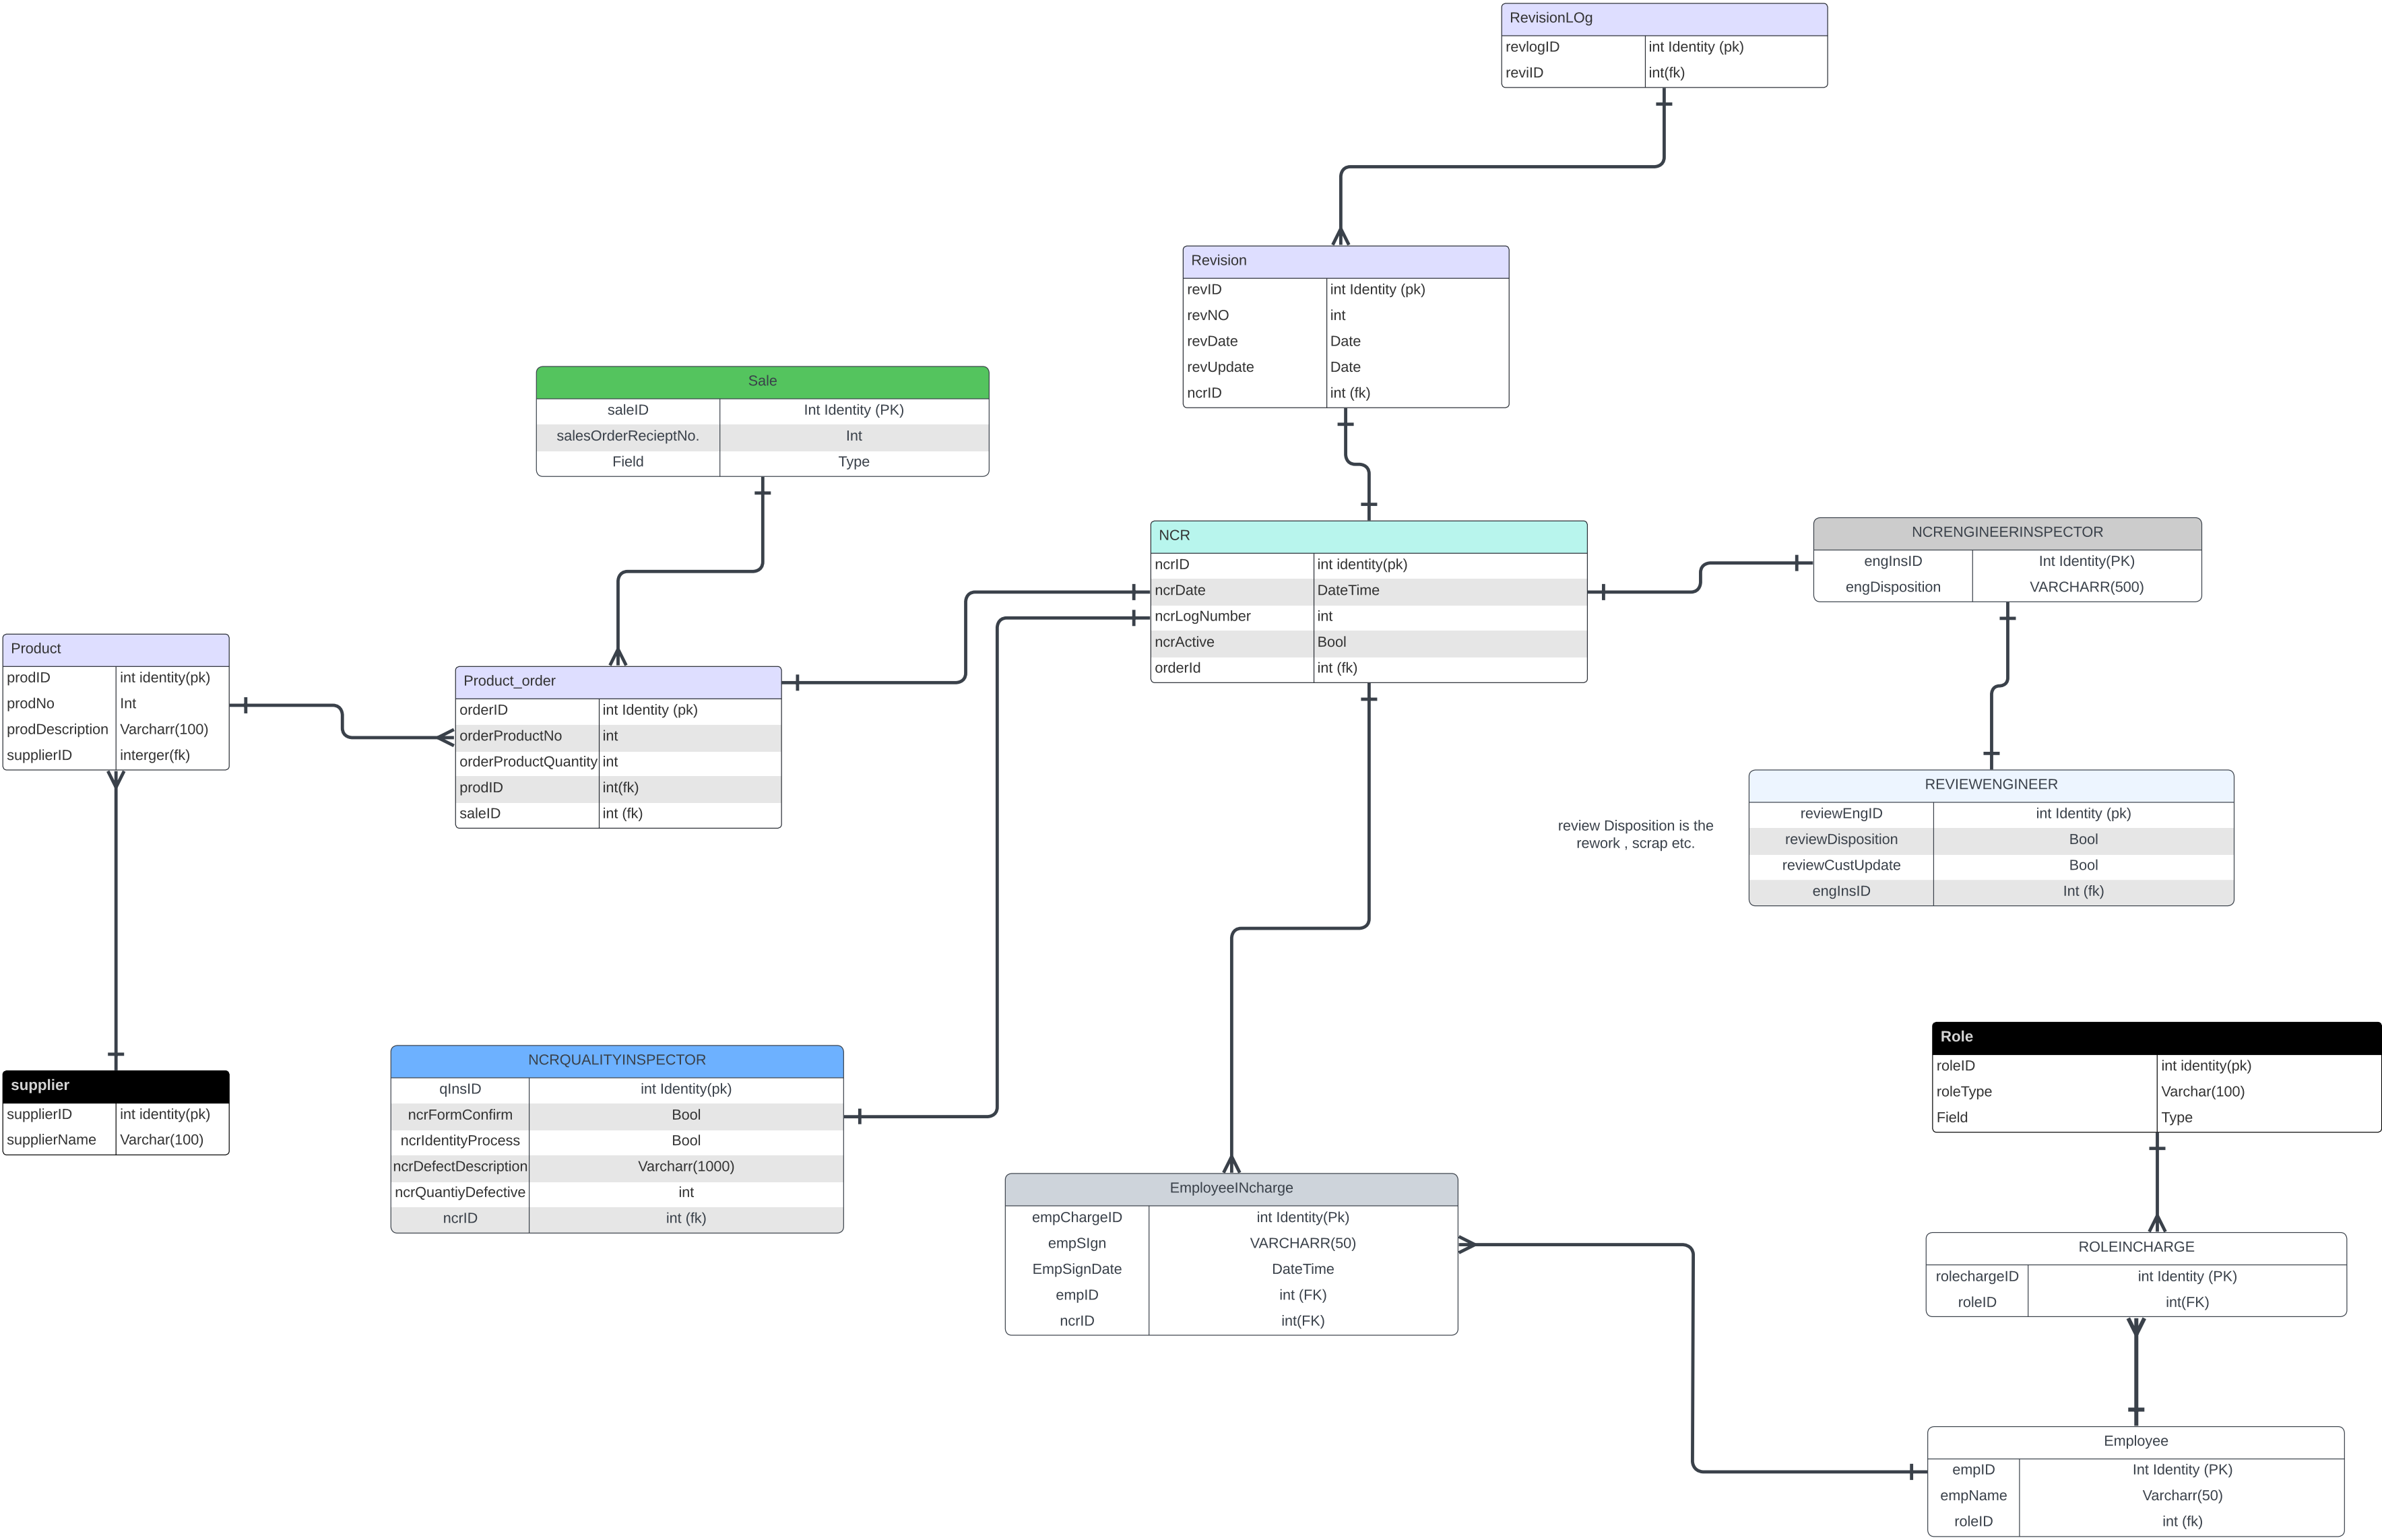 RevisionLOg
revlogID int Identity (pk)
reviID int(fk)
Revision
revID int Identity (pk)
revNO int
revDate Date
revUpdate Date
ncrID int (fk)
Sale
saleID Int Identity (PK)
salesOrderRecieptNo. Int
Field Type
NCR
ncrID int identity(pk)
ncrDate DateTime
ncrLogNumber int
ncrActive Bool
orderId int (fk)
NCRENGINEERINSPECTOR
engInsID Int Identity(PK)
engDisposition VARCHARR(500)
Product
prodID int identity(pk)
prodNo Int
prodDescription Varcharr(100)
supplierID interger(fk)
Product_order
orderID int Identity (pk)
orderProductNo int
orderProductQuantity int
prodID int(fk)
saleID int (fk)
review Disposition is the
rework , scrap etc.
REVIEWENGINEER
reviewEngID int Identity (pk)
reviewDisposition Bool
reviewCustUpdate Bool
engInsID Int (fk)
supplier
supplierID int identity(pk)
supplierName Varchar(100)
NCRQUALITYINSPECTOR
qInsID int Identity(pk)
ncrFormConfirm Bool
ncrIdentityProcess Bool
ncrDefectDescription Varcharr(1000)
ncrQuantiyDefective int
ncrID int (fk)
EmployeeINcharge
empChargeID int Identity(Pk)
empSIgn VARCHARR(50)
EmpSignDate DateTime
empID int (FK)
ncrID int(FK)
Role
roleID int identity(pk)
roleType Varchar(100)
Field Type
ROLEINCHARGE
rolechargeID int Identity (PK)
roleID int(FK)
Employee
empID Int Identity (PK)
empName Varcharr(50)
roleID int (fk)